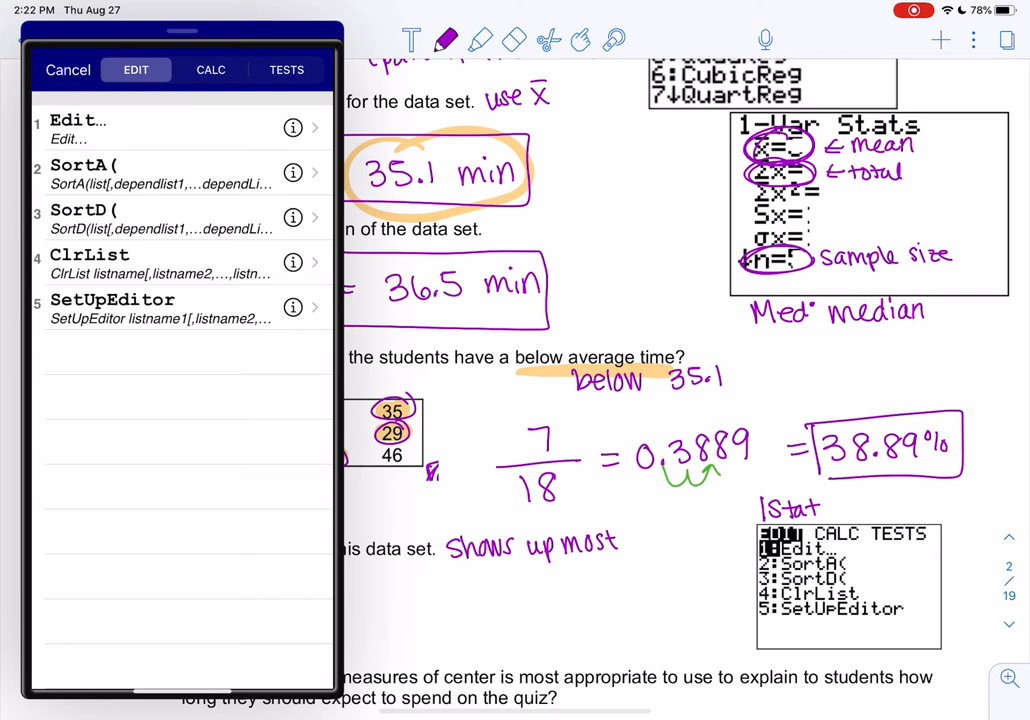 2:22 PM Thu Aug 27
78%
Cancel EDIT CALC TESTS
1 Edit...
Edit...
2 SortA(
SortA(list[,dependlist1,...dependLi...
3 SortD(
SortD(list[,dependlist1,...dependLi...
4 ClrList
ClrList listname[,listname2,...,listn...
5 SetUpEditor
SetUpEditor listname1[,listname2,...
T
for the data set. use x̄
35.1 min
n of the data set.
= 36.5 min
6:CubicReg
7↓QuartReg
1-Var Stats
x̄= ← mean
Σx= ← total
Σx²=
Sx=
σx=
↓n= sample size
Med: median
the students have a below average time?
below 35.1
35
29
46
7/18 = 0.3889 = 38.89%
his data set. shows up most
1Stat
EDIT CALC TESTS
1:Edit...
2:SortA(
3:SortD(
4:ClrList
5:SetUpEditor
2
/
19
measures of center is most appropriate to use to explain to students how
long they should expect to spend on the quiz?